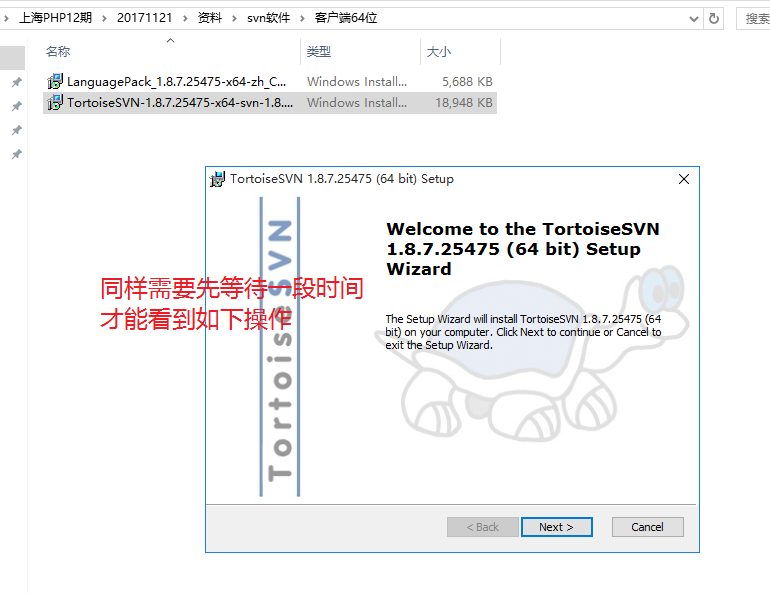 上海PHP12期 › 20171121 › 资料 › svn软件 › 客户端64位
搜索
名称 类型 大小
LanguagePack_1.8.7.25475-x64-zh_C... Windows Install... 5,688 KB
TortoiseSVN-1.8.7.25475-x64-svn-1.8.... Windows Install... 18,948 KB
TortoiseSVN 1.8.7.25475 (64 bit) Setup
TortoiseSVN
Welcome to the TortoiseSVN
1.8.7.25475 (64 bit) Setup
Wizard
同样需要先等待一段时间
才能看到如下操作
The Setup Wizard will install TortoiseSVN 1.8.7.25475 (64
bit) on your computer. Click Next to continue or Cancel to
exit the Setup Wizard.
< Back Next > Cancel